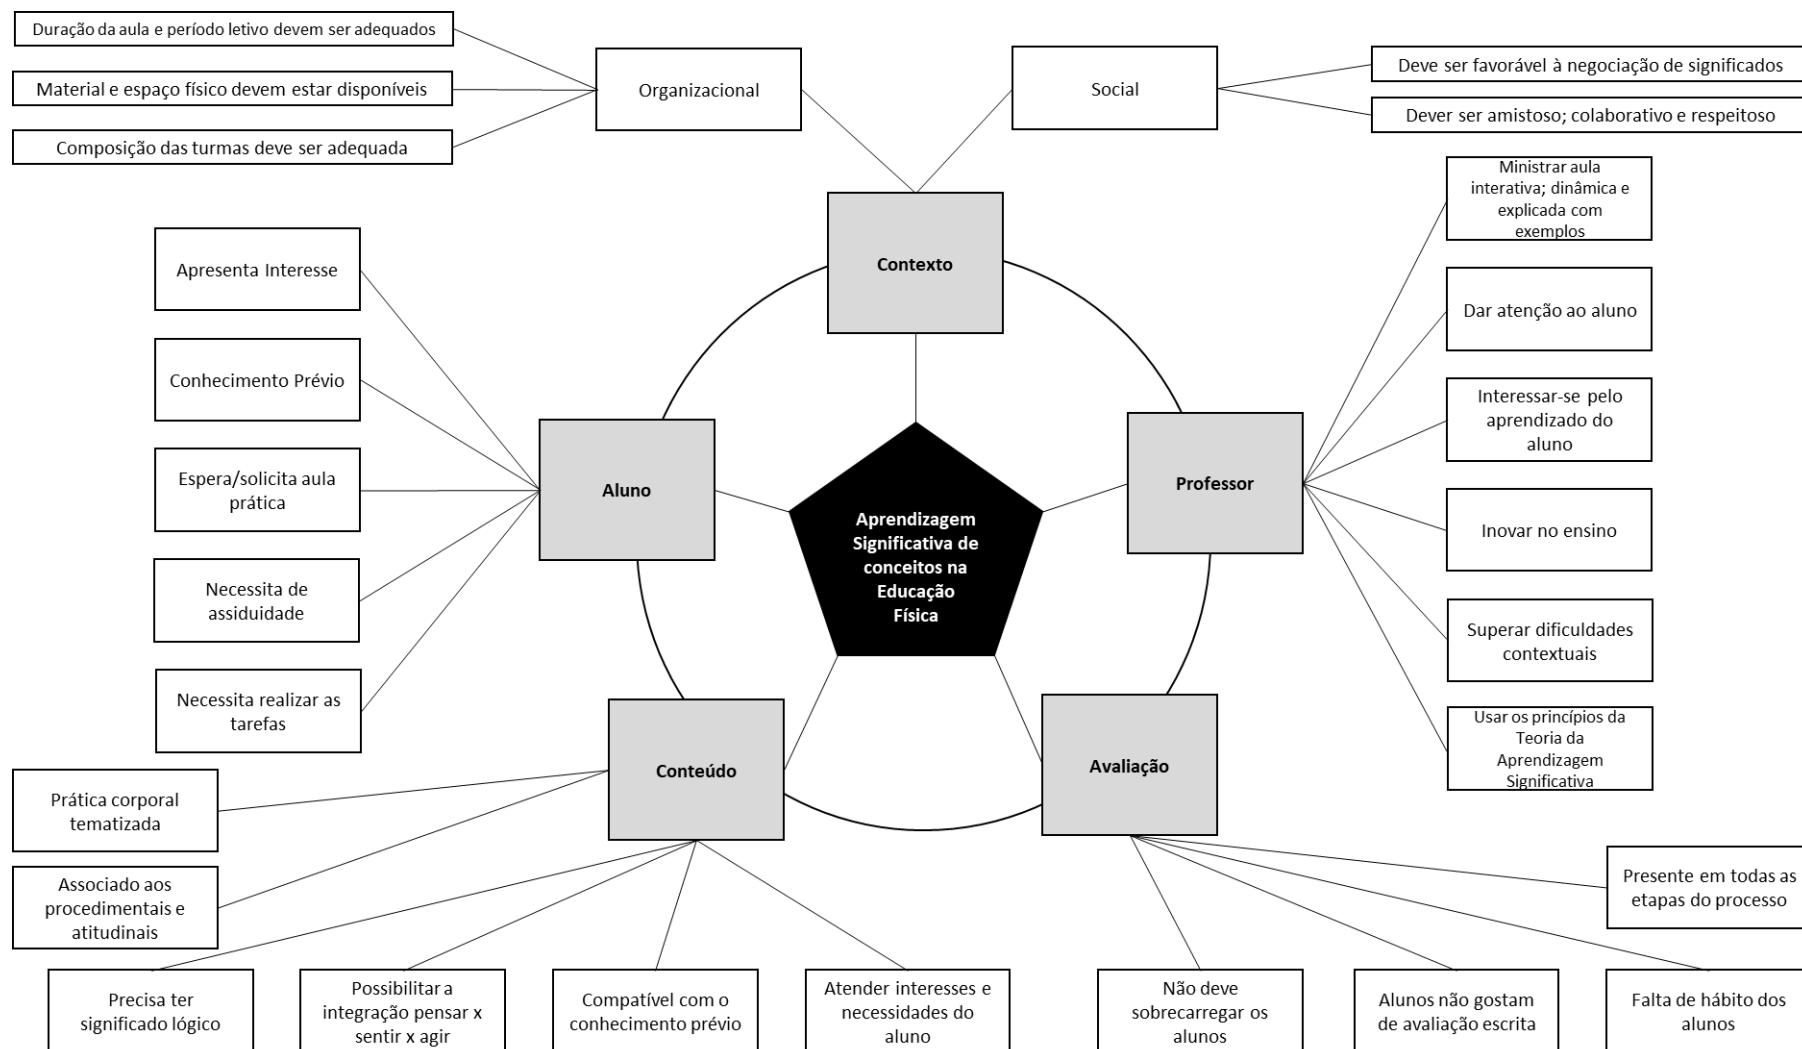 Duração da aula e período letivo devem ser adequados
Material e espaço físico devem estar disponíveis
Composição das turmas deve ser adequada
Organizacional
Social
Deve ser favorável à negociação de significados
Dever ser amistoso; colaborativo e respeitoso
Contexto
Apresenta Interesse
Conhecimento Prévio
Espera/solicita aula
prática
Necessita de
assiduidade
Necessita realizar as
tarefas
Aluno
Aprendizagem
Significativa de
conceitos na
Educação
Física
Professor
Ministrar aula
interativa; dinâmica e
explicada com
exemplos
Dar atenção ao aluno
Interessar-se pelo
aprendizado do
aluno
Inovar no ensino
Superar dificuldades
contextuais
Usar os princípios da
Teoria da
Aprendizagem
Significativa
Conteúdo
Prática corporal
tematizada
Associado aos
procedimentais e
atitudinais
Precisa ter
significado lógico
Possibilitar a
integração pensar x
sentir x agir
Compatível com o
conhecimento prévio
Atender interesses e
necessidades do
aluno
Avaliação
Não deve
sobrecarregar os
alunos
Alunos não gostam
de avaliação escrita
Falta de hábito dos
alunos
Presente em todas as
etapas do processo